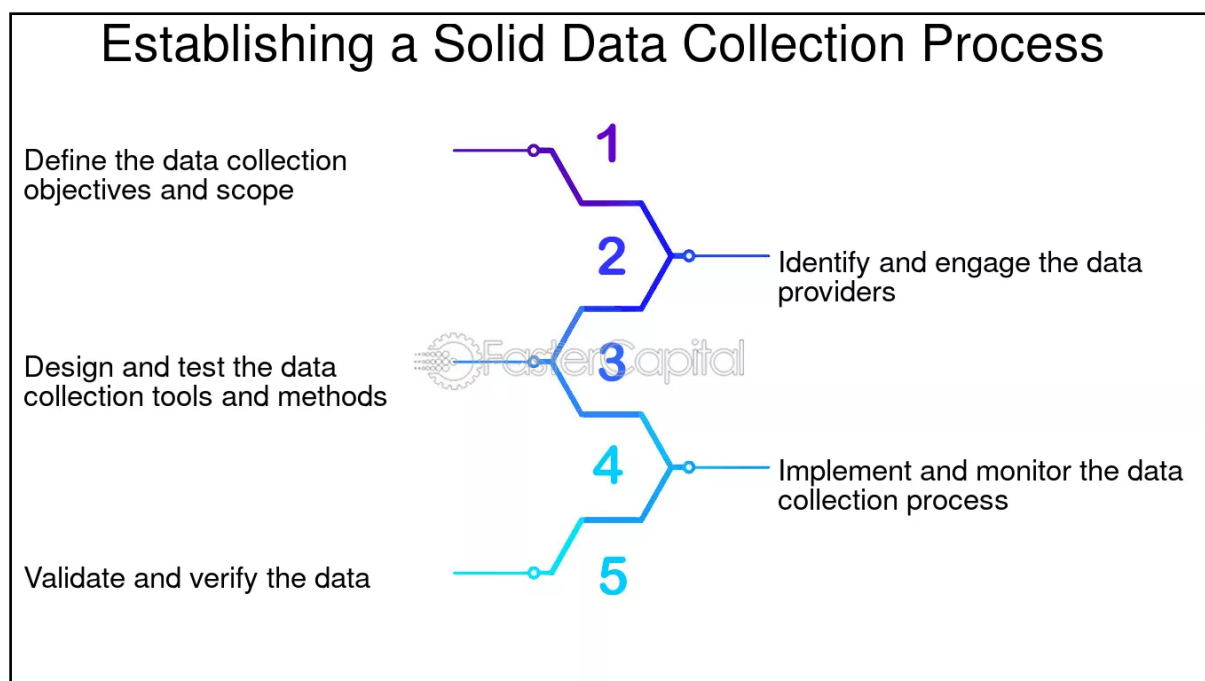 Establishing a Solid Data Collection Process
1
Define the data collection
objectives and scope
2
Identify and engage the data
providers
3
FasterCapital
Design and test the data
collection tools and methods
4
Implement and monitor the data
collection process
5
Validate and verify the data